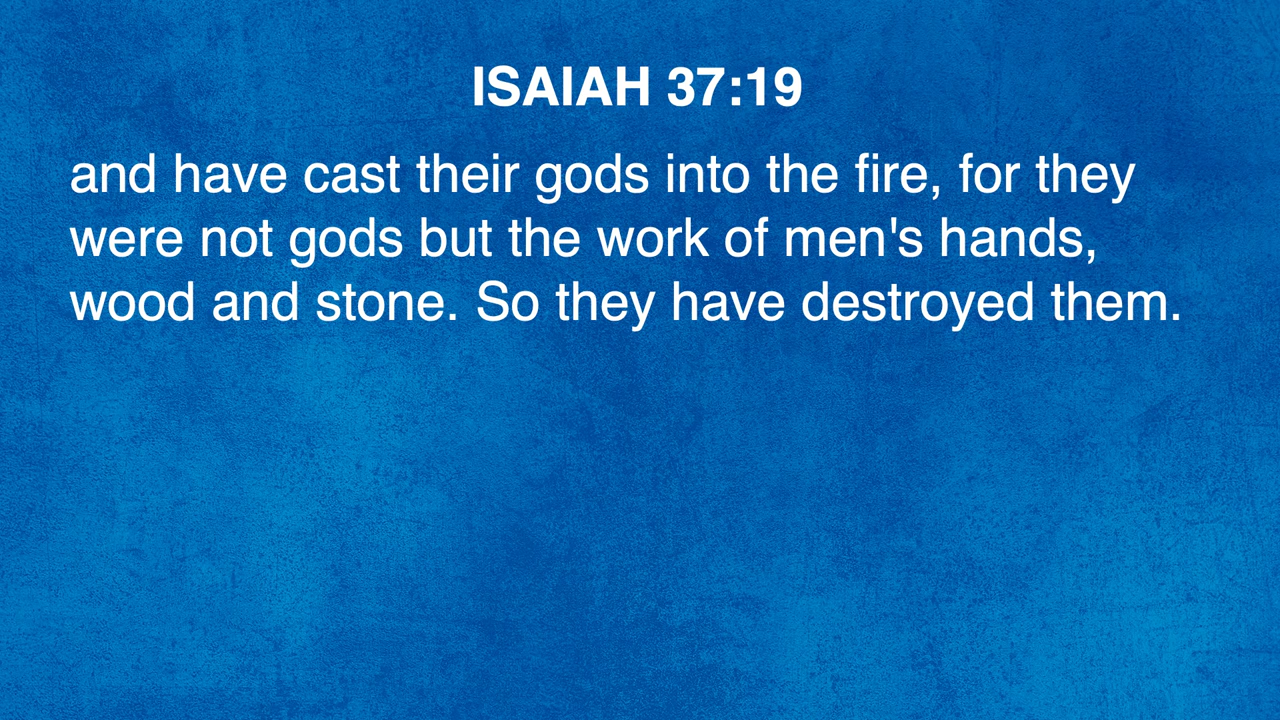 ISAIAH 37:19
and have cast their gods into the fire, for they
were not gods but the work of men's hands,
wood and stone. So they have destroyed them.